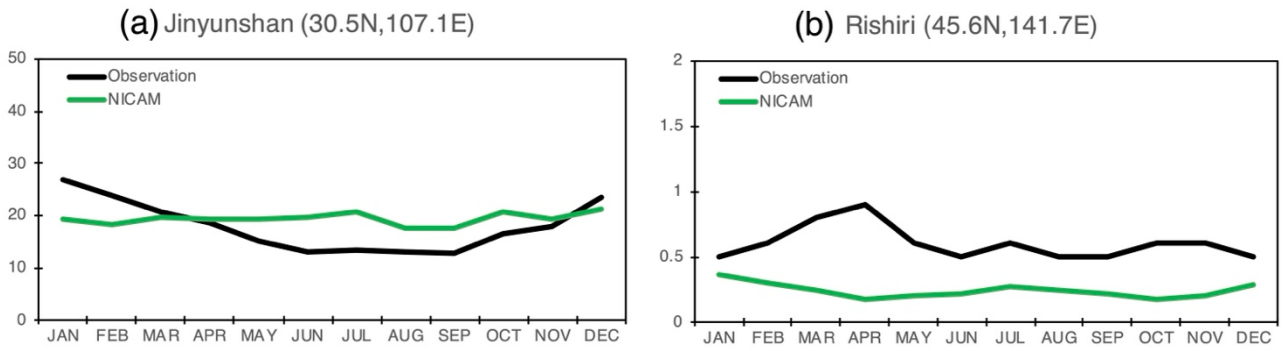 (a) Jinyunshan (30.5N,107.1E)
50
40
30
20
10
0
Observation
NICAM
JAN FEB MAR APR MAY JUN JUL AUG SEP OCT NOV DEC
(b) Rishiri (45.6N,141.7E)
2
1.5
1
0.5
0
Observation
NICAM
JAN FEB MAR APR MAY JUN JUL AUG SEP OCT NOV DEC